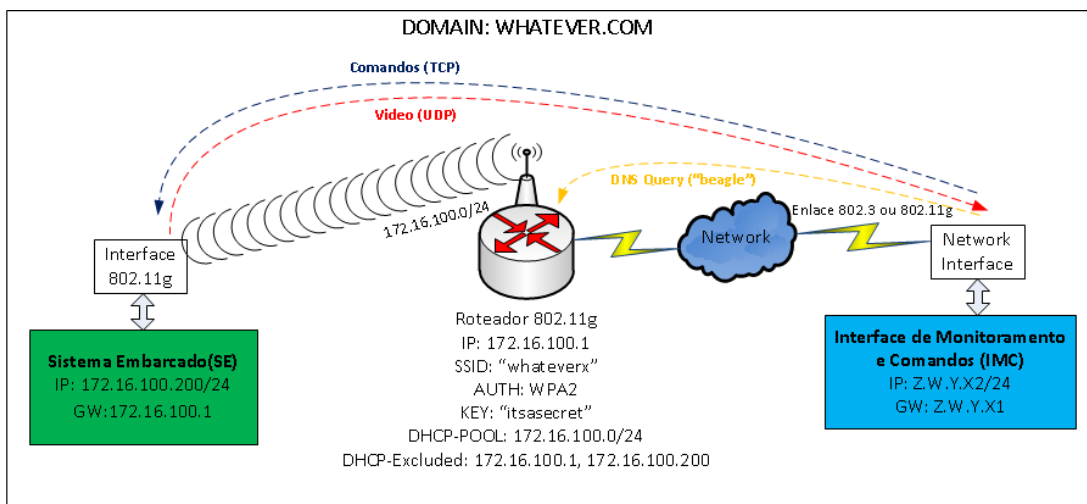 DOMAIN: WHATEVER.COM
Comandos (TCP)
Video (UDP)
DNS Query ("beagle")
172.16.100.0/24
Enlace 802.3 ou 802.11g
Interface
802.11g
Network
Network
Interface
Sistema Embarcado(SE)
IP: 172.16.100.200/24
GW:172.16.100.1
Roteador 802.11g
IP: 172.16.100.1
SSID: "whateverx"
AUTH: WPA2
KEY: "itsasecret"
DHCP-POOL: 172.16.100.0/24
DHCP-Excluded: 172.16.100.1, 172.16.100.200
Interface de Monitoramento
e Comandos (IMC)
IP: Z.W.Y.X2/24
GW: Z.W.Y.X1